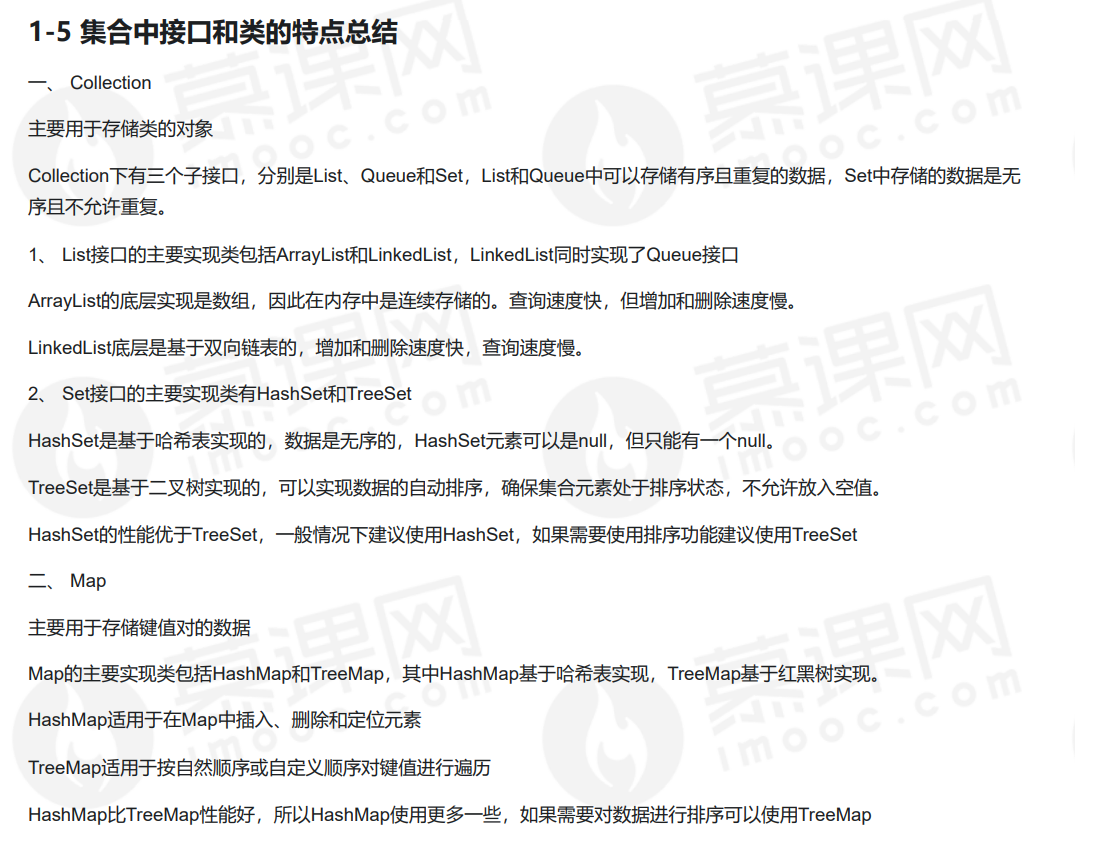 1-5 集合中接口和类的特点总结
一、 Collection
主要用于存储类的对象
Collection下有三个子接口，分别是List、Queue和Set，List和Queue中可以存储有序且重复的数据，Set中存储的数据是无
序且不允许重复。
1、 List接口的主要实现类包括ArrayList和LinkedList，LinkedList同时实现了Queue接口
ArrayList的底层实现是数组，因此在内存中是连续存储的。查询速度快，但增加和删除速度慢。
LinkedList底层是基于双向链表的，增加和删除速度快，查询速度慢。
2、 Set接口的主要实现类有HashSet和TreeSet
HashSet是基于哈希表实现的，数据是无序的，HashSet元素可以是null，但只能有一个null。
TreeSet是基于二叉树实现的，可以实现数据的自动排序，确保集合元素处于排序状态，不允许放入空值。
HashSet的性能优于TreeSet，一般情况下建议使用HashSet，如果需要使用排序功能建议使用TreeSet
二、 Map
主要用于存储键值对的数据
Map的主要实现类包括HashMap和TreeMap，其中HashMap基于哈希表实现，TreeMap基于红黑树实现。
HashMap适用于在Map中插入、删除和定位元素
TreeMap适用于按自然顺序或自定义顺序对键值进行遍历
HashMap比TreeMap性能好，所以HashMap使用更多一些，如果需要对数据进行排序可以使用TreeMap
慕课网
imooc.com
慕课网
imooc.com
慕课网
imooc.com
慕课网
imooc.com
慕课网
imooc.com
慕课网
imooc.com